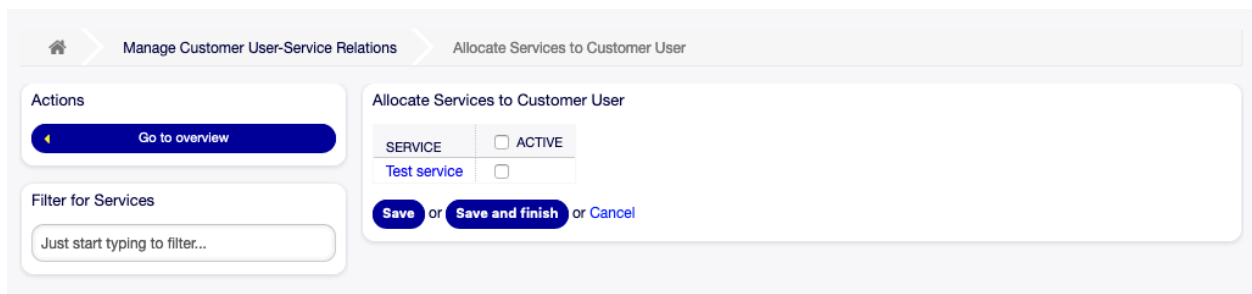 Manage Customer User-Service Relations
Allocate Services to Customer User
Actions
Go to overview
Filter for Services
Just start typing to filter...
Allocate Services to Customer User
SERVICE ACTIVE
Test service
Save or Save and finish or Cancel